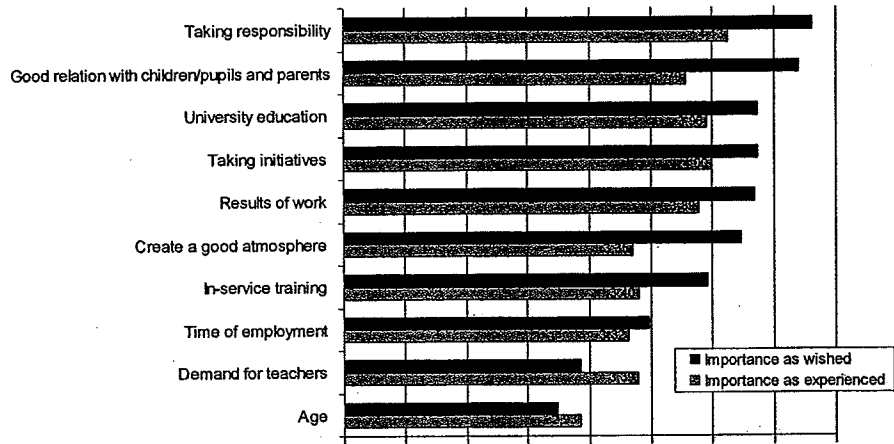 Taking responsibility
Good relation with children/pupils and parents
University education
Taking initiatives
Results of work
Create a good atmosphere
In-service training
Time of employment
Demand for teachers
Age
Importance as wished
Importance as experienced